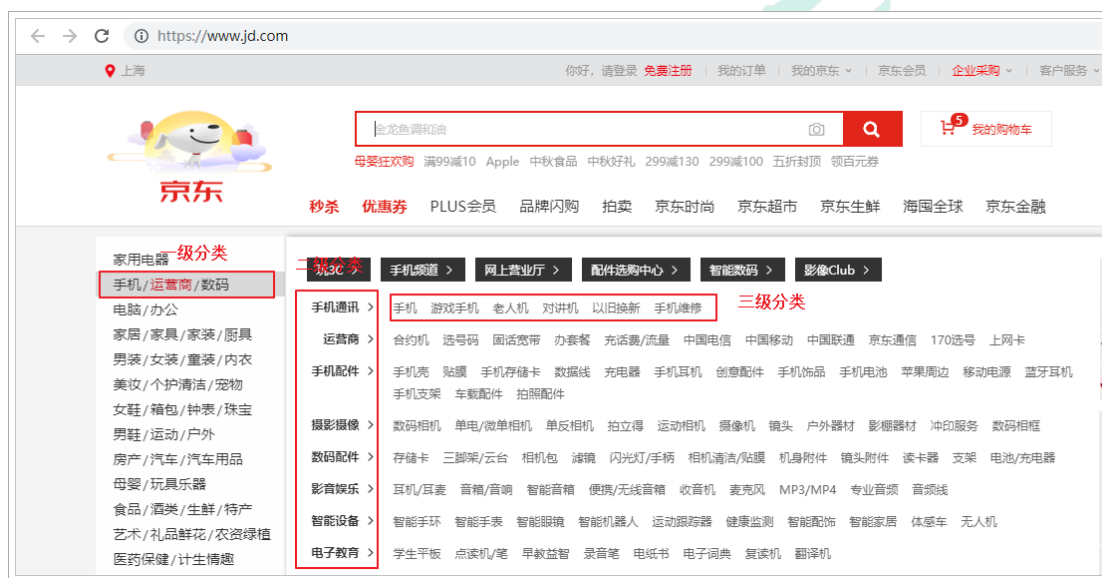 https://www.jd.com
上海
你好，请登录 免费注册 我的订单 我的京东 京东会员 企业采购 客户服务
金龙鱼调和油
5
我的购物车
母婴狂欢购 满99减10 Apple 中秋食品 中秋好礼 299减130 299减100 五折封顶 领百元券
京东
秒杀 优惠券 PLUS会员 品牌闪购 拍卖 京东时尚 京东超市 京东生鲜 海囤全球 京东金融
家用电器
一级分类
手机/运营商/数码
电脑/办公
家居/家具/家装/厨具
男装/女装/童装/内衣
美妆/个护清洁/宠物
女鞋/箱包/钟表/珠宝
男鞋/运动/户外
房产/汽车/汽车用品
母婴/玩具乐器
食品/酒类/生鲜/特产
艺术/礼品鲜花/农资绿植
医药保健/计生情趣
二级分类
玩3C > 手机频道 > 网上营业厅 > 配件选购中心 > 智能数码 > 影像Club >
手机通讯 > 手机 游戏手机 老人机 对讲机 以旧换新 手机维修
三级分类
运营商 > 合约机 选号码 固话宽带 办套餐 充话费/流量 中国电信 中国移动 中国联通 京东通信 170选号 上网卡
手机配件 > 手机壳 贴膜 手机存储卡 数据线 充电器 手机耳机 创意配件 手机饰品 手机电池 苹果周边 移动电源 蓝牙耳机
手机支架 车载配件 拍照配件
摄影摄像 > 数码相机 单电/微单相机 单反相机 拍立得 运动相机 摄像机 镜头 户外器材 影棚器材 冲印服务 数码相框
数码配件 > 存储卡 三脚架/云台 相机包 滤镜 闪光灯/手柄 相机清洁/贴膜 机身附件 镜头附件 读卡器 支架 电池/充电器
影音娱乐 > 耳机/耳麦 音箱/音响 智能音箱 便携/无线音箱 收音机 麦克风 MP3/MP4 专业音频 音频线
智能设备 > 智能手环 智能手表 智能眼镜 智能机器人 运动跟踪器 健康监测 智能配饰 智能家居 体感车 无人机
电子教育 > 学生平板 点读机/笔 早教益智 录音笔 电纸书 电子词典 复读机 翻译机